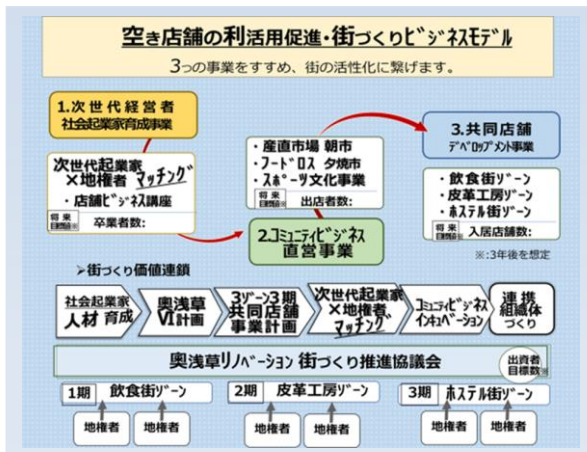 空き店舗の利活用促進・街づくりビジネスモデル
3つの事業をすすめ、街の活性化に繋げます。
1.次世代経営者
社会起業家育成事業
次世代起業家
×地権者 マッチング
・店舗ビジネス講座
将来
目標値※
卒業者数:
・産直市場 朝市
・フードロス 夕焼市
・スポーツ文化事業
将来
目標値※
出店者数:
2.コミュニティビジネス
直営事業
3.共同店舗
デベロップメント事業
・飲食街ゾーン
・皮革工房ゾーン
・ホステル街ゾーン
将来
目標値※
入居店舗数:
※:3年後を想定
➢街づくり価値連鎖
社会起業家
人材 育成
奥浅草
VI計画
3ゾーン3期
共同店舗
事業計画
次世代起業家
×地権者
マッチング
コミュニティビジネス
インキュベーション
連携
組織体
づくり
奥浅草リノベーション 街づくり推進協議会
出資者
目標数※
1期 飲食街ゾーン
2期 皮革工房ゾーン
3期 ホステル街ゾーン
地権者 地権者
地権者 地権者
地権者 地権者